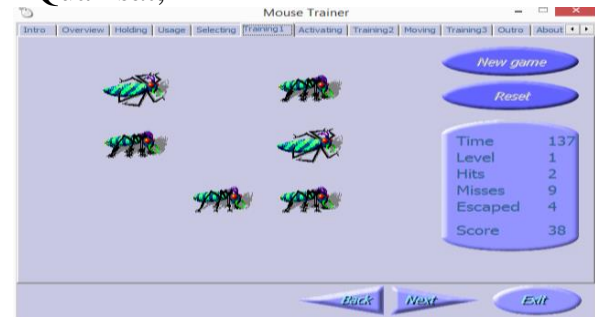 Mouse Trainer
Intro Overview Holding Usage Selecting Training1 Activating Training2 Moving Training3 Outro About
New game
Reset
Time 137
Level 1
Hits 2
Misses 9
Escaped 4
Score 38
Back Next Exit